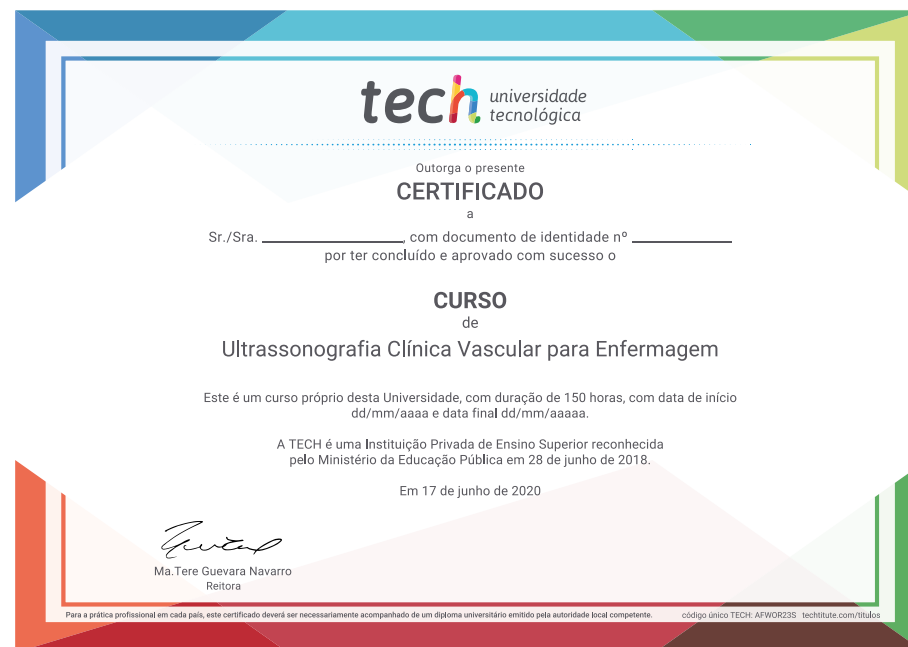 tech universidade
tecnológica
Outorga o presente
CERTIFICADO
a
Sr./Sra. ____________, com documento de identidade nº ____________
por ter concluído e aprovado com sucesso o
CURSO
de
Ultrassonografia Clínica Vascular para Enfermagem
Este é um curso próprio desta Universidade, com duração de 150 horas, com data de início
dd/mm/aaaa e data final dd/mm/aaaaa.
A TECH é uma Instituição Privada de Ensino Superior reconhecida
pelo Ministério da Educação Pública em 28 de junho de 2018.
Em 17 de junho de 2020
Ma.Tere Guevara Navarro
Reitora
Para a prática profissional em cada país, este certificado deverá ser necessariamente acompanhado de um diploma universitário emitido pela autoridade local competente. código único TECH: AFWOR23S techtitute.com/titulos